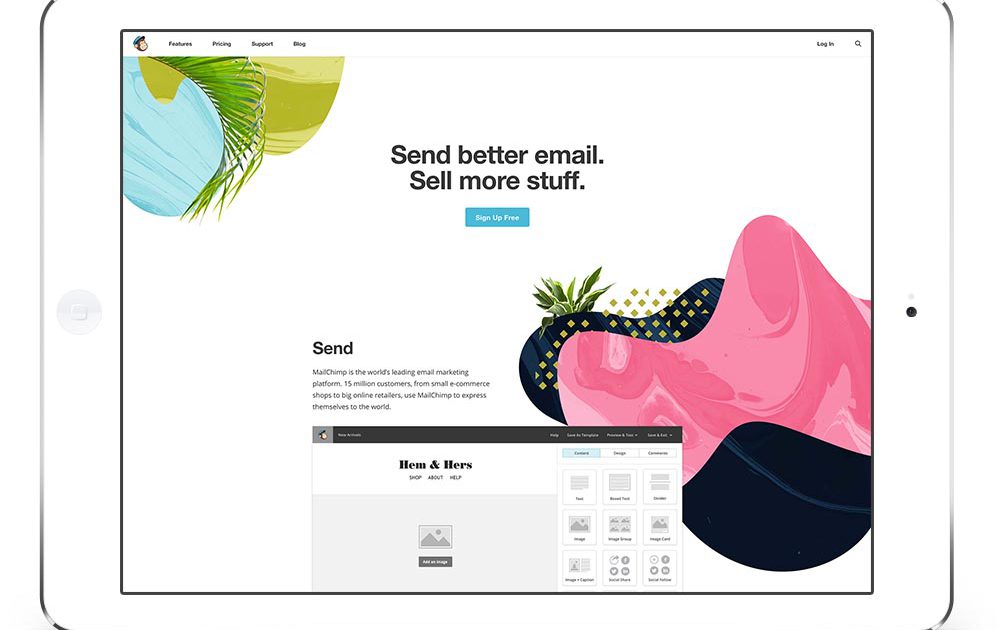 Features Pricing Support Blog Log In
Send better email.
Sell more stuff.
Sign Up Free
Send
MailChimp is the world's leading email marketing
platform. 15 million customers, from small e-commerce
shops to big online retailers, use MailChimp to express
themselves to the world.
New Arrivals Help Save As Template Preview & Test Save & Exit
Content Design Comments
Hem & Hers
SHOP ABOUT HELP
Text Boxed Text Divider
Image Image Group Image Card
Add an image
Image + Caption Social Share Social Follow